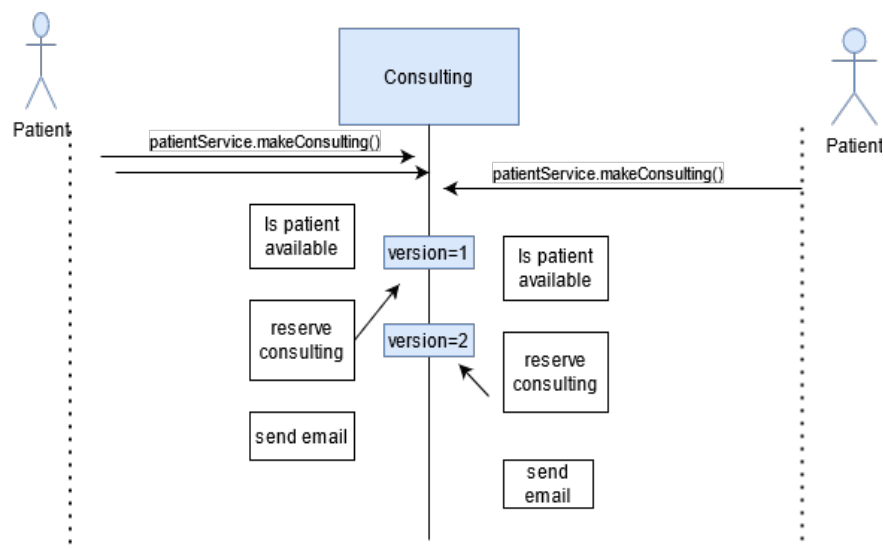 Consulting
Patient
Patient
patientService.makeConsulting()
patientService.makeConsulting()
Is patient
available
version=1
Is patient
available
reserve
consulting
version=2
reserve
consulting
send email
send
email